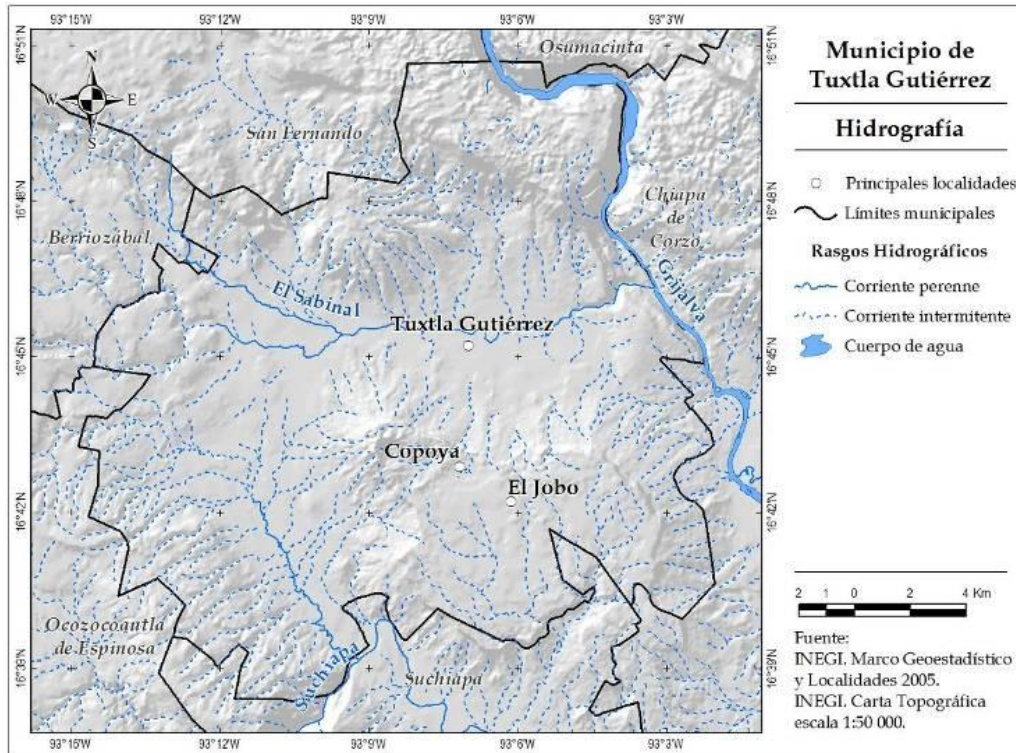 93°15'W 93°12'W 93°9'W 93°6'W 93°3'W
16°51'N
16°48'N
16°45'N
16°42'N
16°39'N
N
W E
S
Osumacinta
San Fernando
Chiapa
de
Corzo
Berriozábal
El Sabinal
Grijalva
Tuxtla Gutiérrez
Copoya
El Jobo
Ocozocoautla
de Espinosa
Suchiapa
Suchiapa
16°51'N
16°48'N
16°45'N
16°42'N
16°39'N
93°15'W 93°12'W 93°9'W 93°6'W 93°3'W
Municipio de
Tuxtla Gutiérrez
Hidrografía
Principales localidades
Límites municipales
Rasgos Hidrográficos
Corriente perenne
Corriente intermitente
Cuerpo de agua
2 1 0 2 4 Km
Fuente:
INEGI. Marco Geoestadístico
y Localidades 2005.
INEGI. Carta Topográfica
escala 1:50 000.